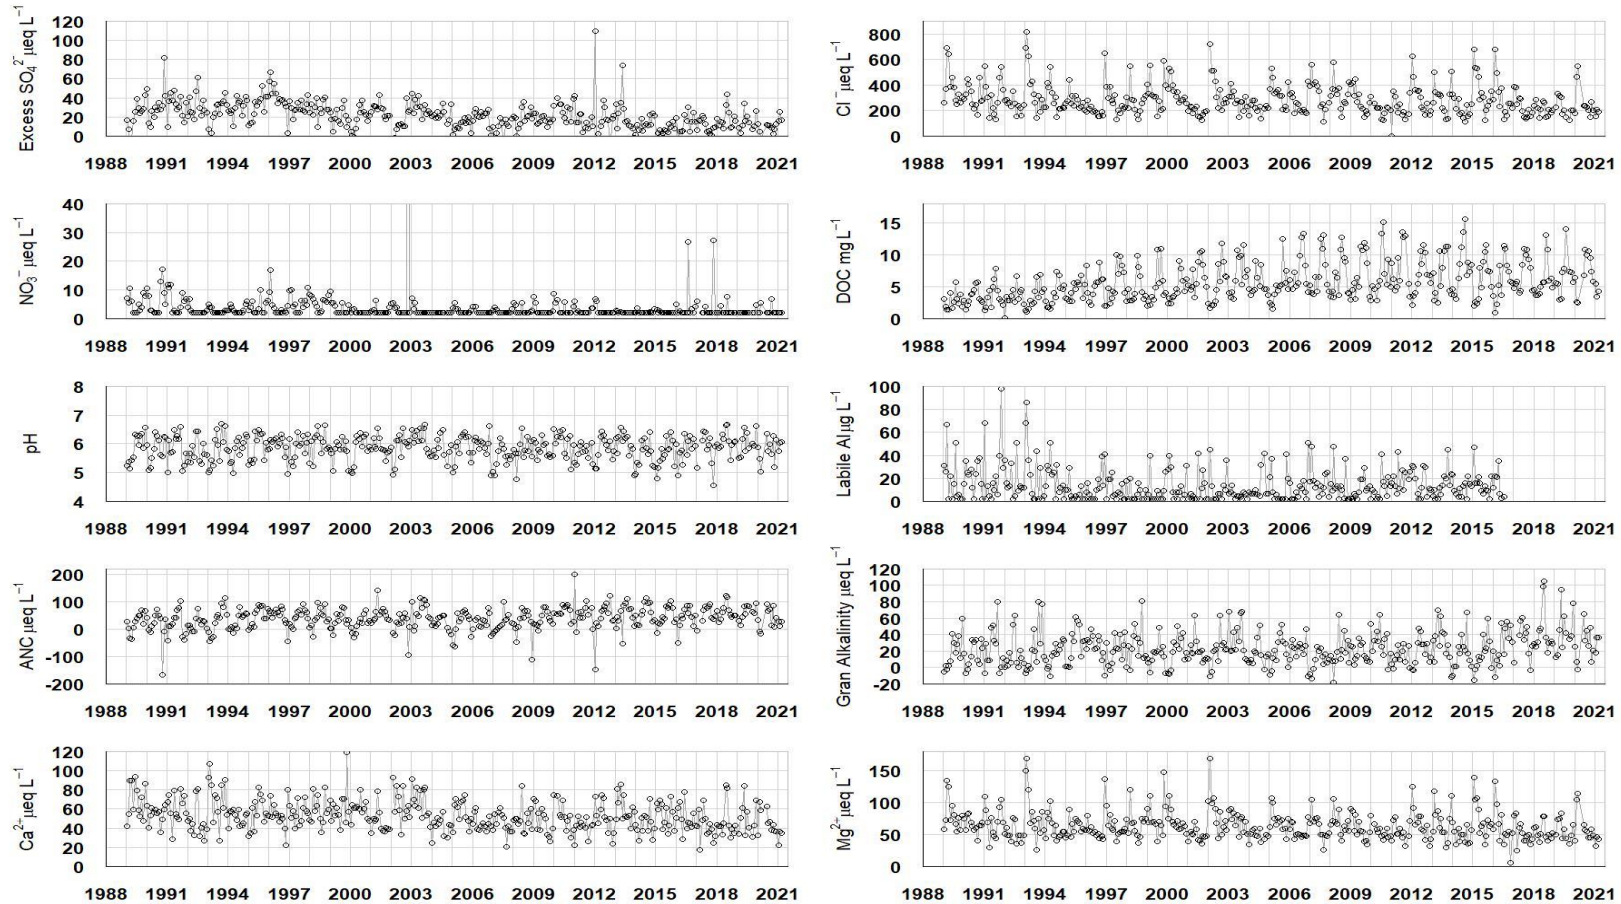 Excess SO₄²⁻ µeq L⁻¹
120
100
80
60
40
20
0
1988 1991 1994 1997 2000 2003 2006 2009 2012 2015 2018 2021
Cl⁻ µeq L⁻¹
800
600
400
200
0
1988 1991 1994 1997 2000 2003 2006 2009 2012 2015 2018 2021
NO₃⁻ µeq L⁻¹
40
30
20
10
0
1988 1991 1994 1997 2000 2003 2006 2009 2012 2015 2018 2021
DOC mg L⁻¹
15
10
5
0
1988 1991 1994 1997 2000 2003 2006 2009 2012 2015 2018 2021
pH
8
7
6
5
4
1988 1991 1994 1997 2000 2003 2006 2009 2012 2015 2018 2021
Labile Alµg L⁻¹
100
80
60
40
20
0
1988 1991 1994 1997 2000 2003 2006 2009 2012 2015 2018 2021
ANC µeq L⁻¹
200
100
0
-100
-200
1988 1991 1994 1997 2000 2003 2006 2009 2012 2015 2018 2021
Gran Alkalinity µeq L⁻¹
120
100
80
60
40
20
0
-20
1988 1991 1994 1997 2000 2003 2006 2009 2012 2015 2018 2021
Ca²⁺µeq L⁻¹
120
100
80
60
40
20
0
1988 1991 1994 1997 2000 2003 2006 2009 2012 2015 2018 2021
Mg²⁺µeq L⁻¹
150
100
50
0
1988 1991 1994 1997 2000 2003 2006 2009 2012 2015 2018 2021